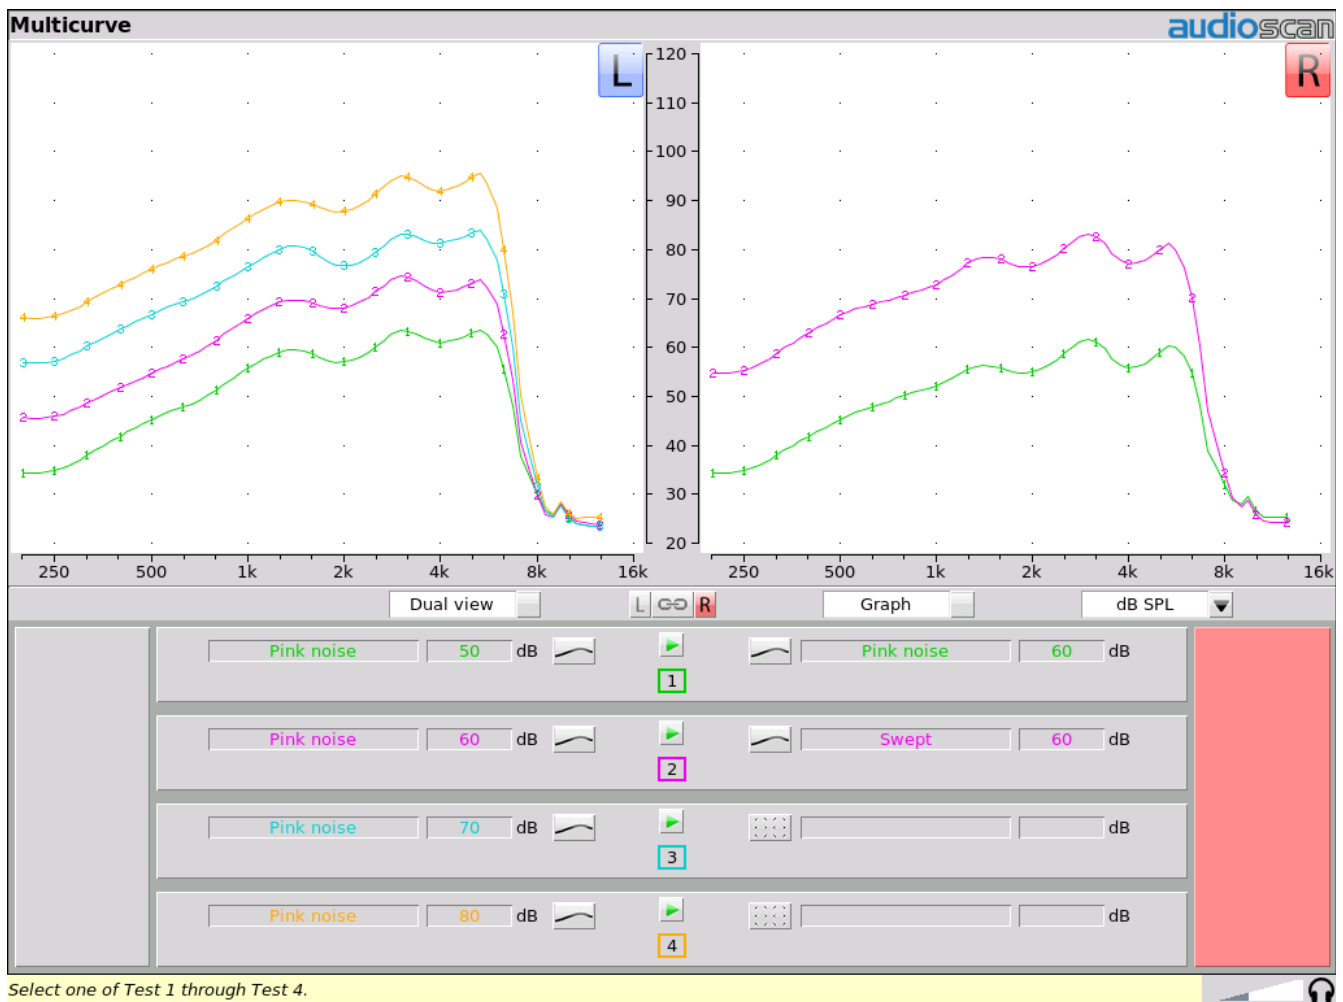 Multicurve
audioscan
L
R
120
110
100
90
80
70
60
50
40
30
20
250 500 1k 2k 4k 8k 16k
250 500 1k 2k 4k 8k 16k
Dual view L R Graph dB SPL
Pink noise 50 dB 1 Pink noise 60 dB
Pink noise 60 dB 2 Swept 60 dB
Pink noise 70 dB 3 dB
Pink noise 80 dB 4 dB
Select one of Test 1 through Test 4.